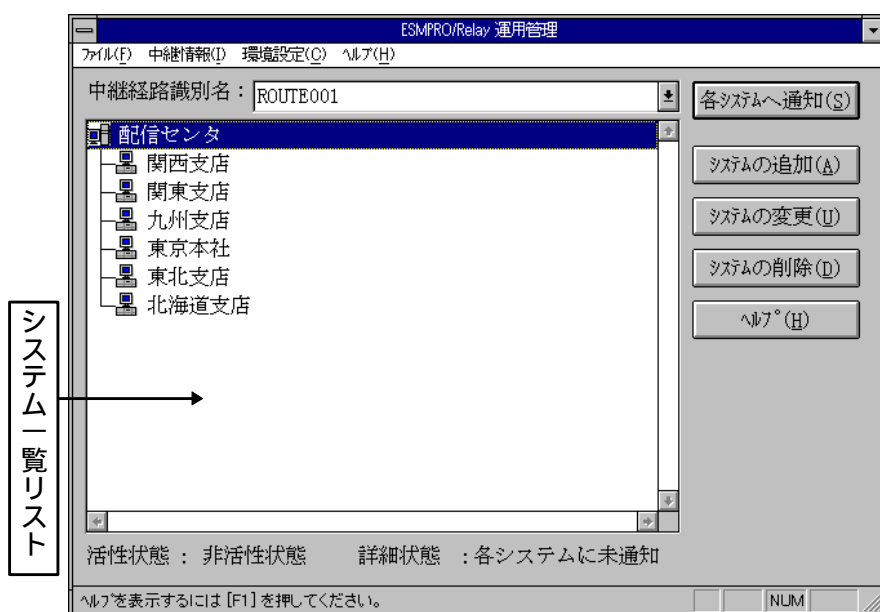 ESMPRO/Relay 運用管理
ﾌｧｲﾙ(F) 中継情報(I) 環境設定(C) ﾍﾙﾌﾟ(H)
中継経路識別名： ROUTE001
各ｼｽﾃﾑへ通知(S)
配信センタ
関西支店
関東支店
九州支店
東京本社
東北支店
北海道支店
ｼｽﾃﾑの追加(A)
ｼｽﾃﾑの変更(U)
ｼｽﾃﾑの削除(D)
ﾍﾙﾌﾟ(H)
システム一覧リスト
活性状態 ： 非活性状態 詳細状態 ：各システムに未通知
ﾍﾙﾌﾟを表示するには [F1] を押してください。 NUM